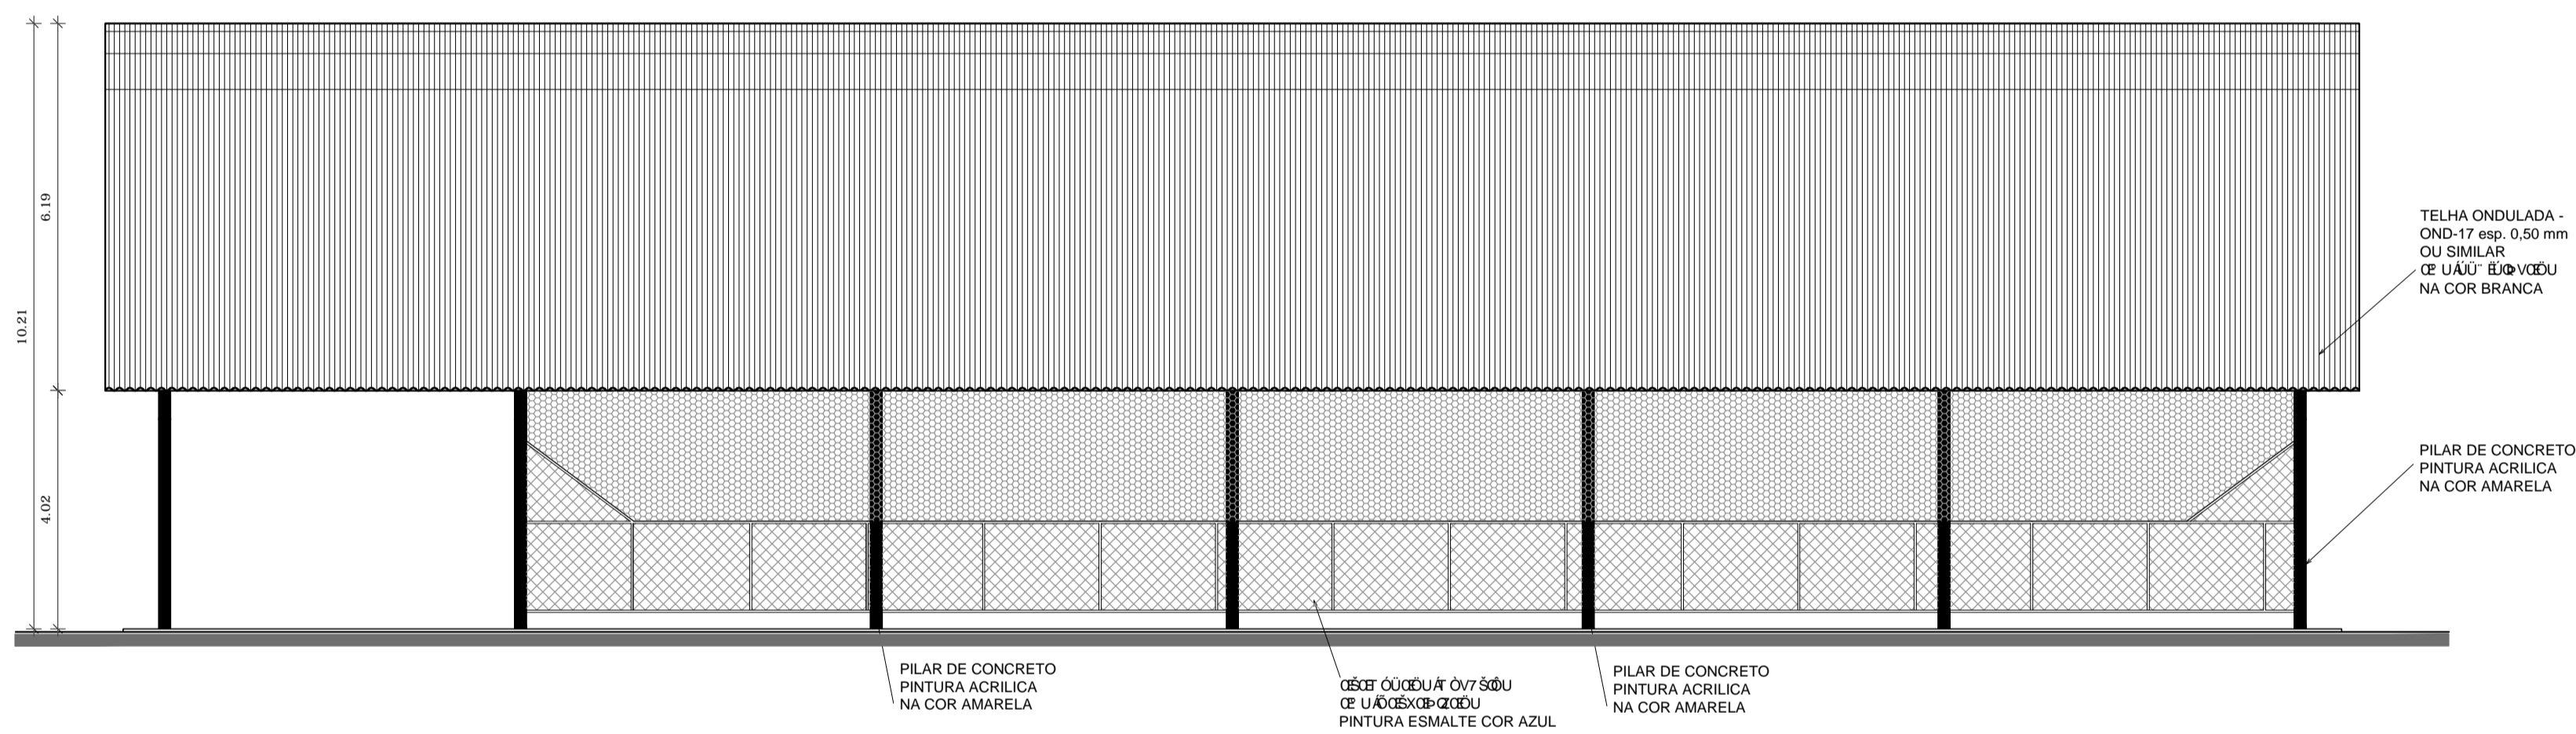 10.21
6.19
4.02
TELHA ONDULADA -
OND-17 esp. 0,50 mm
OU SIMILAR
NA COR BRANCA
PILAR DE CONCRETO
PINTURA ACRILICA
NA COR AMARELA
PILAR DE CONCRETO
PINTURA ACRILICA
NA COR AMARELA
PINTURA ESMALTE COR AZUL
PILAR DE CONCRETO
PINTURA ACRILICA
NA COR AMARELA